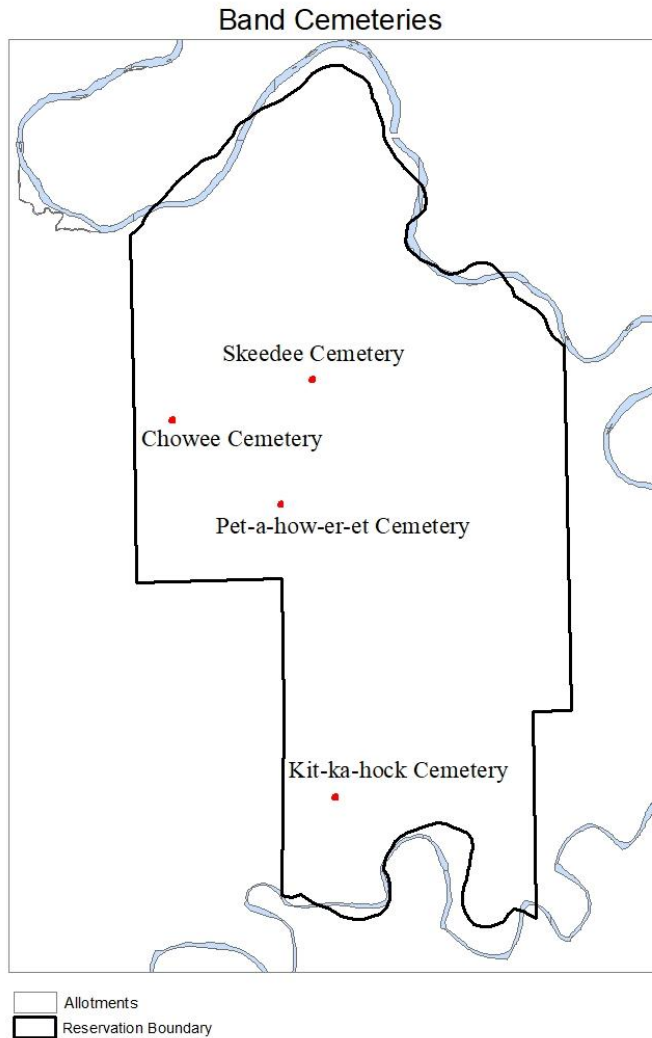 Band Cemeteries
Skeedee Cemetery
Chowee Cemetery
Pet-a-how-er-et Cemetery
Kit-ka-hock Cemetery
Allotments
Reservation Boundary